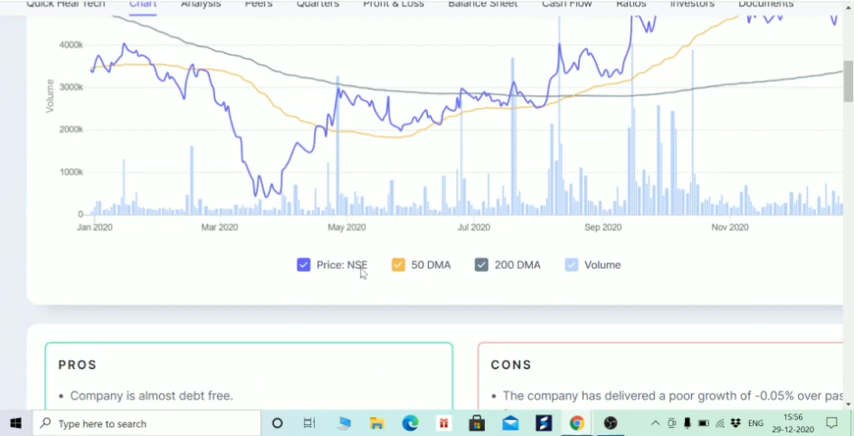 Quick Heal Tech Chart Analysis Peers Quarters Profit & Loss Balance Sheet Cash Flow Ratios Investors Documents
4000k
3000k
2000k
1000k
0
Volume
Jan 2020 Mar 2020 May 2020 Jul 2020 Sep 2020 Nov 2020
Price: NSE 50 DMA 200 DMA Volume
PROS
• Company is almost debt free.
CONS
• The company has delivered a poor growth of -0.05% over pas
Type here to search
ENG
15:56
29-12-2020